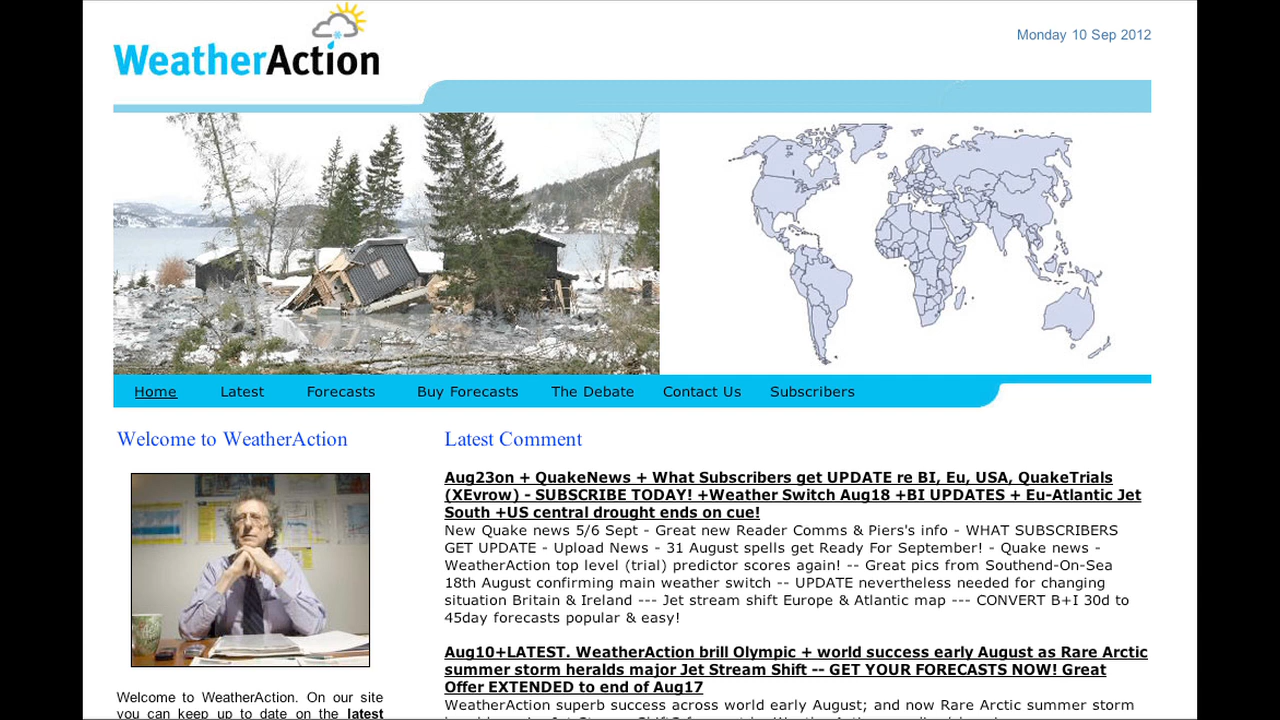 WeatherAction
Monday 10 Sep 2012
Home Latest Forecasts Buy Forecasts The Debate Contact Us Subscribers
Welcome to WeatherAction
Welcome to WeatherAction. On our site
you can keep up to date on the latest
Latest Comment
Aug23on + QuakeNews + What Subscribers get UPDATE re BI, Eu, USA, QuakeTrials
(XEvrow) - SUBSCRIBE TODAY! +Weather Switch Aug18 +BI UPDATES + Eu-Atlantic Jet
South +US central drought ends on cue!
New Quake news 5/6 Sept - Great new Reader Comms & Piers's info - WHAT SUBSCRIBERS
GET UPDATE - Upload News - 31 August spells get Ready For September! - Quake news -
WeatherAction top level (trial) predictor scores again! -- Great pics from Southend-On-Sea
18th August confirming main weather switch -- UPDATE nevertheless needed for changing
situation Britain & Ireland --- Jet stream shift Europe & Atlantic map --- CONVERT B+I 30d to
45day forecasts popular & easy!
Aug10+LATEST. WeatherAction brill Olympic + world success early August as Rare Arctic
summer storm heralds major Jet Stream Shift -- GET YOUR FORECASTS NOW! Great
Offer EXTENDED to end of Aug17
WeatherAction superb success across world early August; and now Rare Arctic summer storm